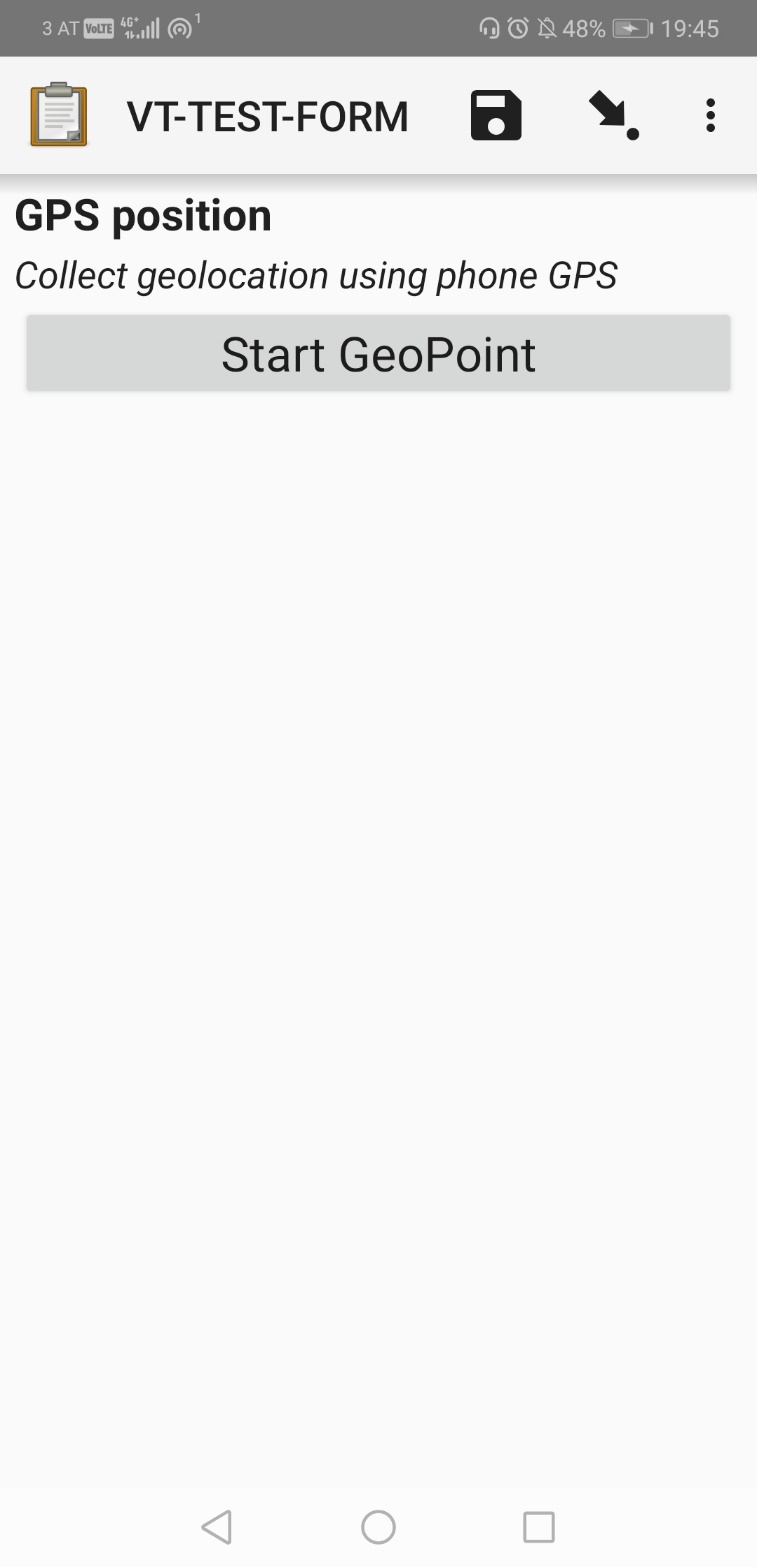 3 AT VoLTE 4G+ 1 48% 19:45
VT-TEST-FORM
GPS position
Collect geolocation using phone GPS
Start GeoPoint